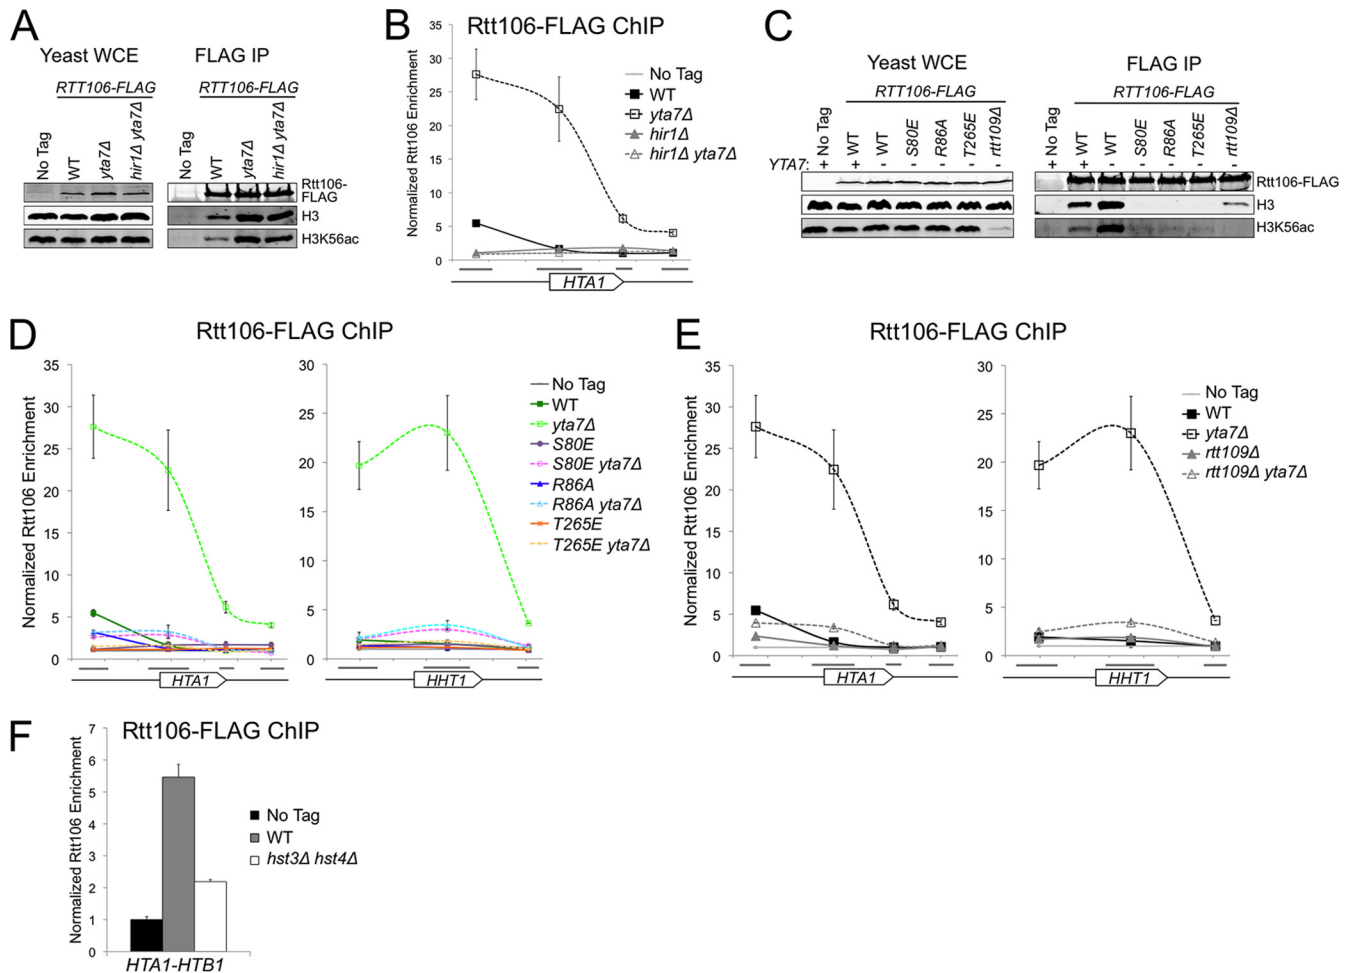 A
Yeast WCE
FLAG IP
RTT106-FLAG
RTT106-FLAG
No Tag
WT
yta7Δ
hir1Δ yta7Δ
No Tag
WT
yta7Δ
hir1Δ yta7Δ
Rtt106-
FLAG
H3
H3K56ac
B
Rtt106-FLAG ChIP
Normalized Rtt106 Enrichment
35
30
25
20
15
10
5
0
No Tag
WT
yta7Δ
hir1Δ
hir1Δ yta7Δ
HTA1
C
Yeast WCE
FLAG IP
RTT106-FLAG
RTT106-FLAG
No Tag
WT
WT
S80E
R86A
T265E
rtt109Δ
No Tag
WT
WT
S80E
R86A
T265E
rtt109Δ
YTA7: + + - - - - -
+ + - - - - -
Rtt106-FLAG
H3
H3K56ac
D
Rtt106-FLAG ChIP
Normalized Rtt106 Enrichment
35
30
25
20
15
10
5
0
HTA1
30
25
20
15
10
5
0
HHT1
No Tag
WT
yta7Δ
S80E
S80E yta7Δ
R86A
R86A yta7Δ
T265E
T265E yta7Δ
E
Rtt106-FLAG ChIP
Normalized Rtt106 Enrichment
35
30
25
20
15
10
5
0
HTA1
30
25
20
15
10
5
0
HHT1
No Tag
WT
yta7Δ
rtt109Δ
rtt109Δ yta7Δ
F
Rtt106-FLAG ChIP
Normalized Rtt106 Enrichment
7
6
5
4
3
2
1
0
No Tag
WT
hst3Δ hst4Δ
HTA1-HTB1